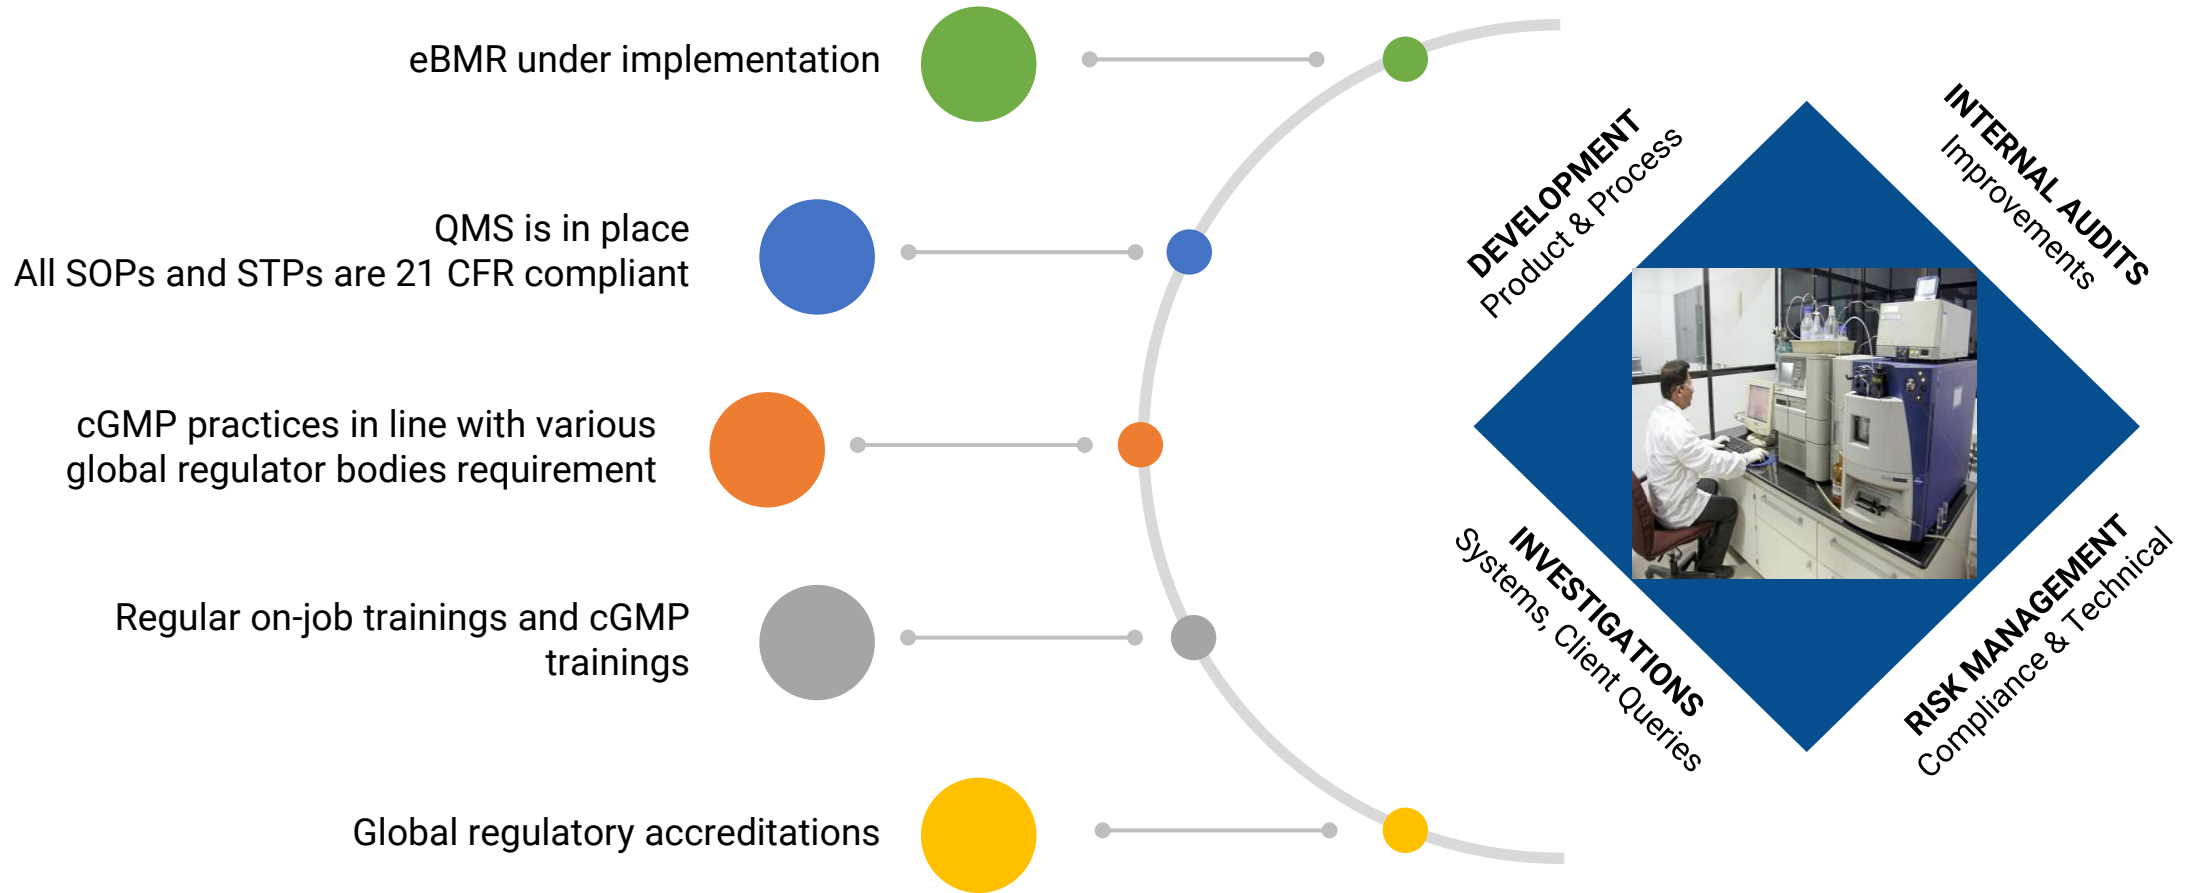 eBMR under implementation
QMS is in place
All SOPs and STPs are 21 CFR compliant
cGMP practices in line with various
global regulator bodies requirement
Regular on-job trainings and cGMP
trainings
Global regulatory accreditations
DEVELOPMENT
Product & Process
INTERNAL AUDITS
Improvements
INVESTIGATIONS
Systems, Client Queries
RISK MANAGEMENT
Compliance & Technical